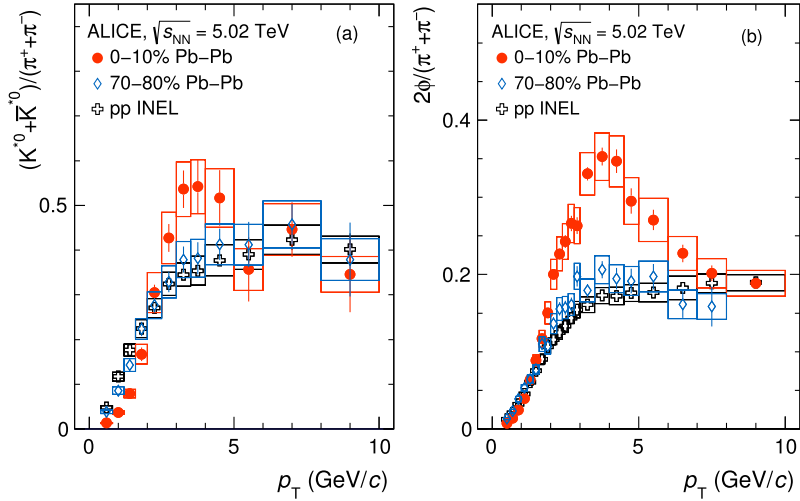 ALICE, √sNN = 5.02 TeV (a)
0−10% Pb−Pb
70−80% Pb−Pb
pp INEL
(K*0+K̅*0)/(π++π−)
0.5
0
0 5 10
pT (GeV/c)
ALICE, √sNN = 5.02 TeV
(b)
0−10% Pb−Pb
70−80% Pb−Pb
pp INEL
2ϕ/(π++π−)
0.4
0.2
0
0 5 10
pT (GeV/c)